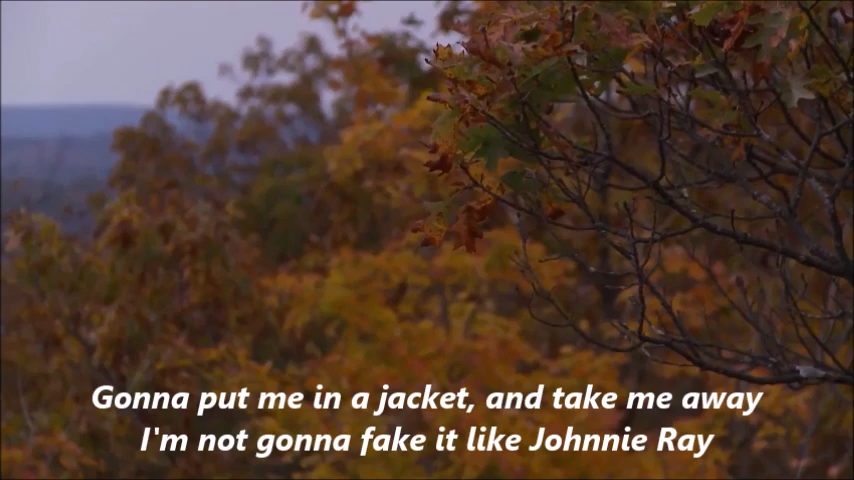 Gonna put me in a jacket, and take me away
I'm not gonna fake it like Johnnie Ray